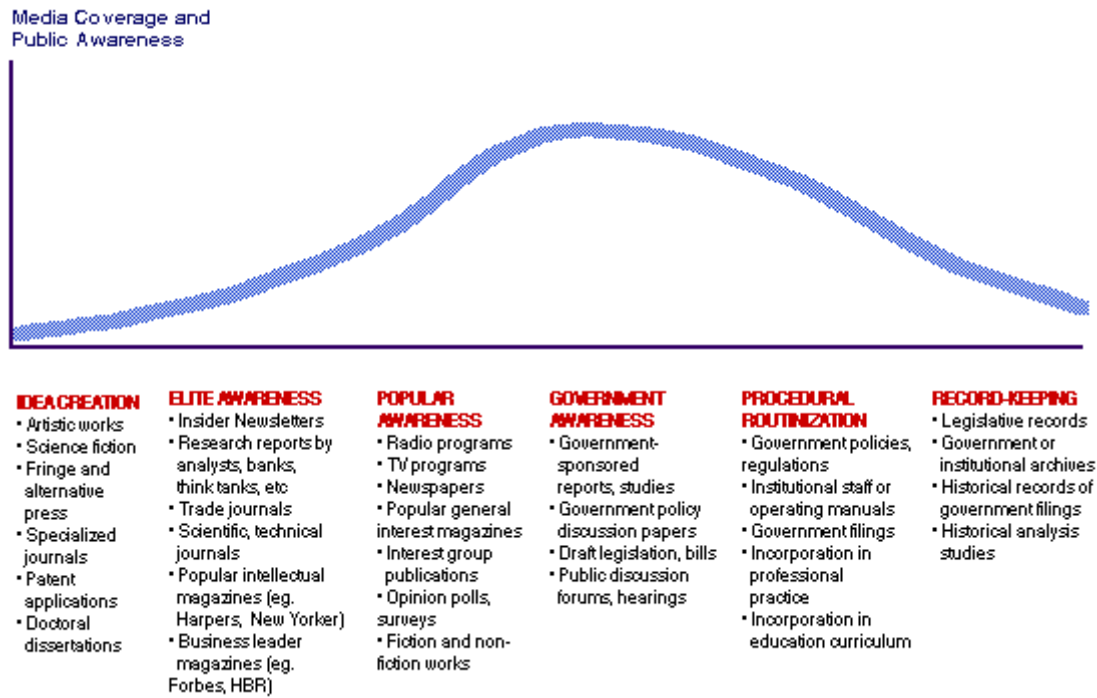 Media Coverage and
Public Awareness
IDEA CREATION
• Artistic works
• Science fiction
• Fringe and
alternative
press
• Specialized
journals
• Patent
applications
• Doctoral
dissertations
ELITE AWARENESS
• Insider Newsletters
• Research reports by
analysts, banks,
think tanks, etc
• Trade journals
• Scientific, technical
journals
• Popular intellectual
magazines (eg.
Harpers, New Yorker)
• Business leader
magazines (eg.
Forbes, HBR)
POPULAR
AWARENESS
• Radio programs
• TV programs
• Newspapers
• Popular general
interest magazines
• Interest group
publications
• Opinion polls,
surveys
• Fiction and non-
fiction works
GOVERNMENT
AWARENESS
• Government-
sponsored
reports, studies
• Government policy
discussion papers
• Draft legislation, bills
• Public discussion
forums, hearings
PROCEDURAL
ROUTINIZATION
• Government policies,
regulations
• Institutional staff or
operating manuals
• Government filings
• Incorporation in
professional
practice
• Incorporation in
education curriculum
RECORD-KEEPING
• Legislative records
• Government or
institutional archives
• Historical records of
government filings
• Historical analysis
studies